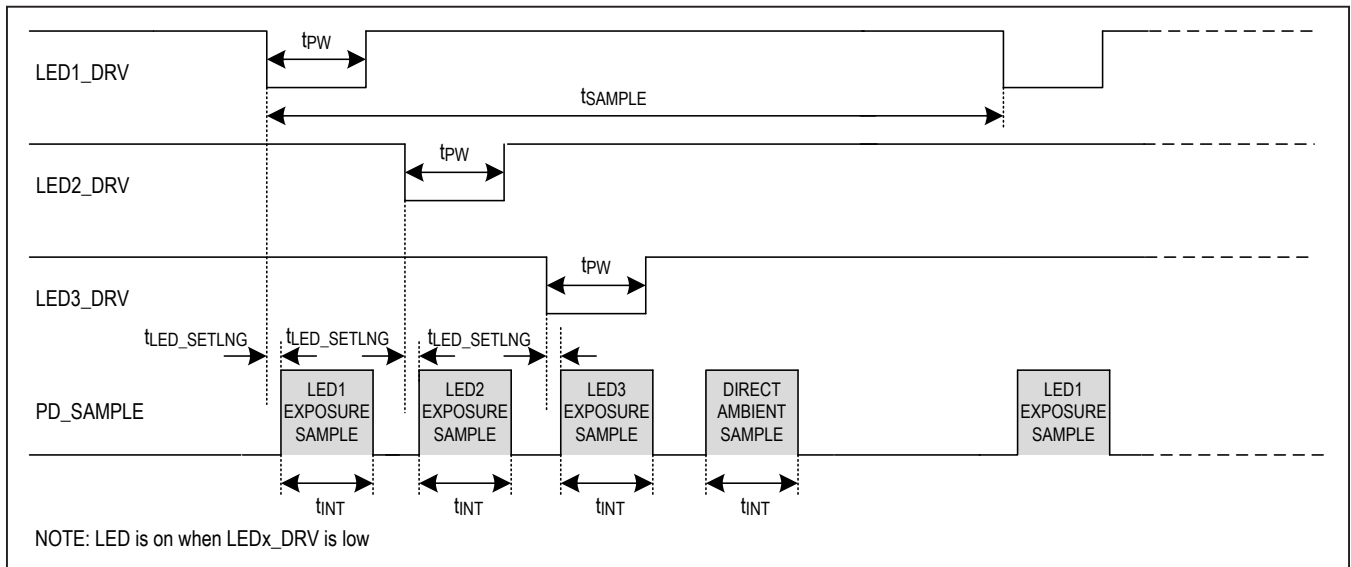 tPW
LED1_DRV
tSAMPLE
tPW
LED2_DRV
tPW
LED3_DRV
tLED_SETLNG
tLED_SETLNG
tLED_SETLNG
PD_SAMPLE
LED1
EXPOSURE
SAMPLE
LED2
EXPOSURE
SAMPLE
LED3
EXPOSURE
SAMPLE
DIRECT
AMBIENT
SAMPLE
LED1
EXPOSURE
SAMPLE
tINT
tINT
tINT
tINT
NOTE: LED is on when LEDx_DRV is low